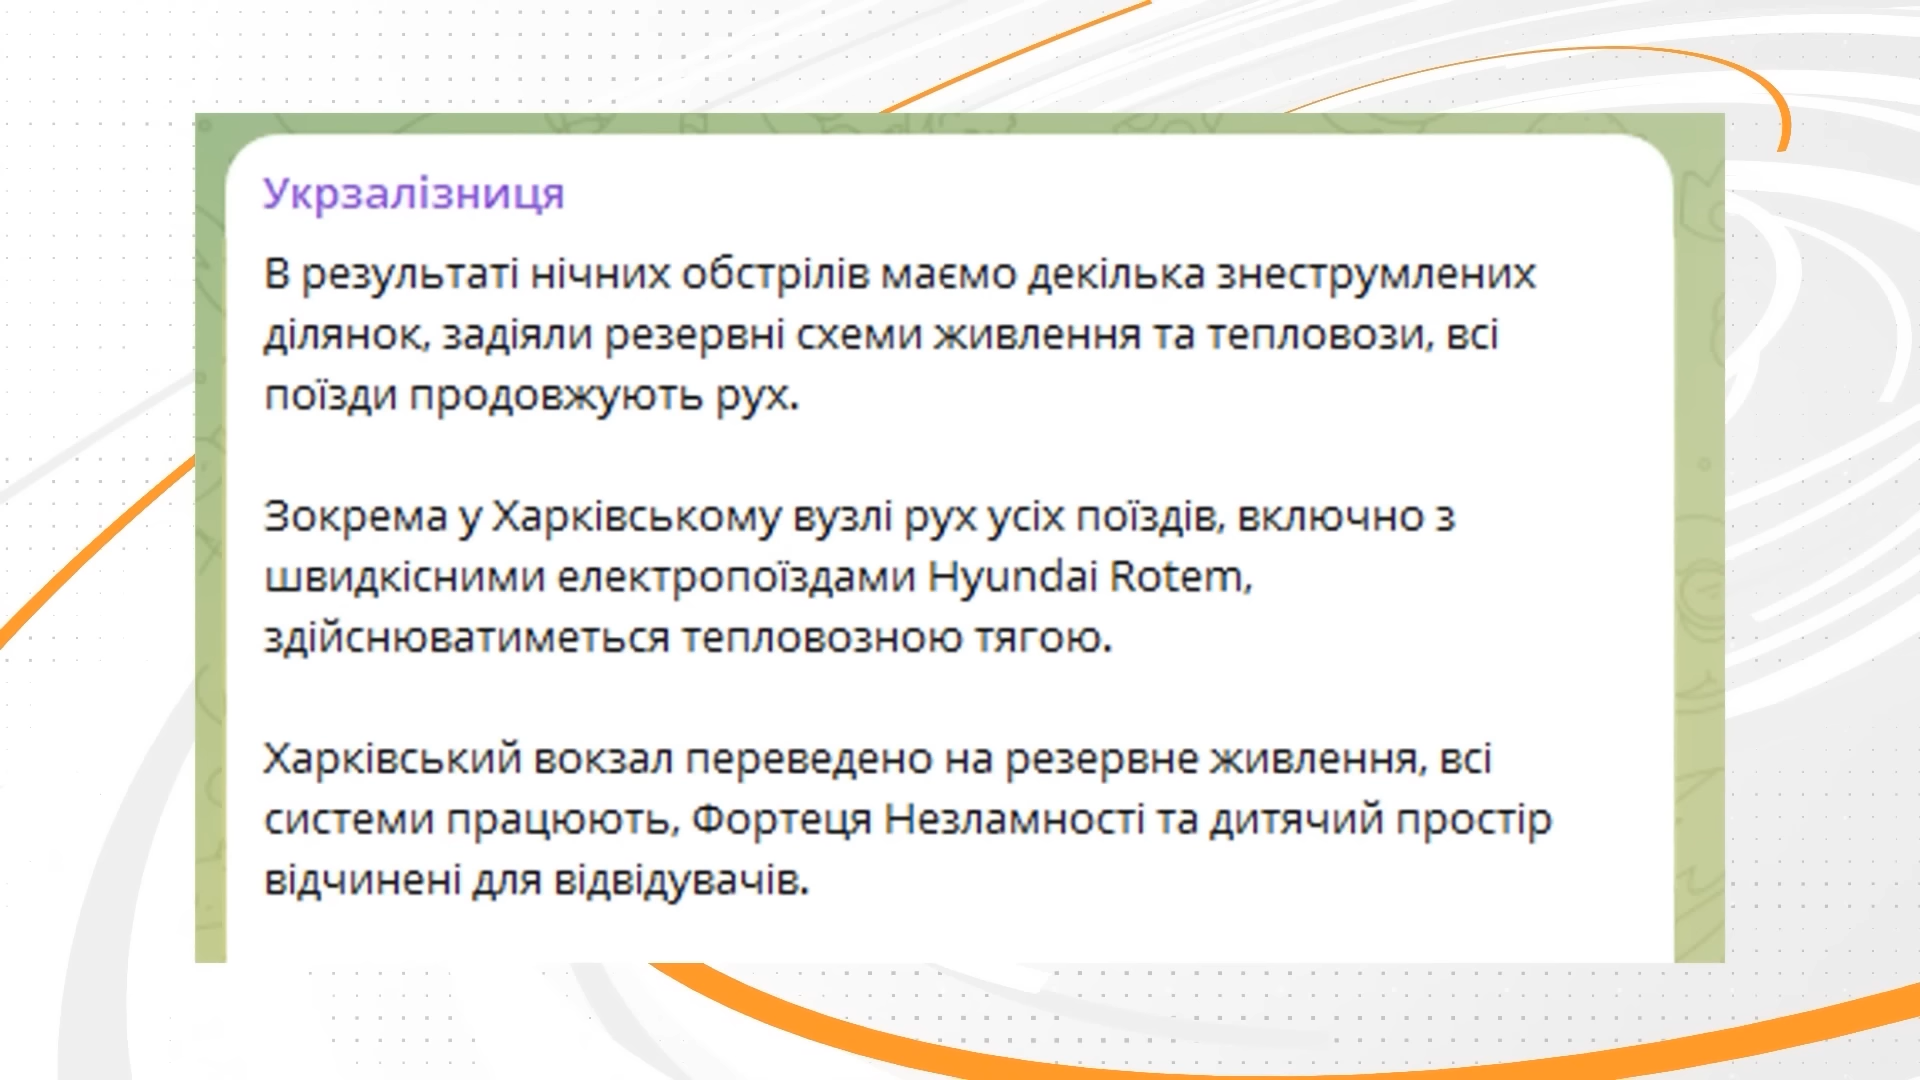 Укрзалізниця
В результаті нічних обстрілів маємо декілька знеструмлених
ділянок, задіяли резервні схеми живлення та тепловози, всі
поїзди продовжують рух.
Зокрема у Харківському вузлі рух усіх поїздів, включно з
швидкісними електропоїздами Hyundai Rotem,
здійснюватиметься тепловозною тягою.
Харківський вокзал переведено на резервне живлення, всі
системи працюють, Фортеця Незламності та дитячий простір
відчинені для відвідувачів.